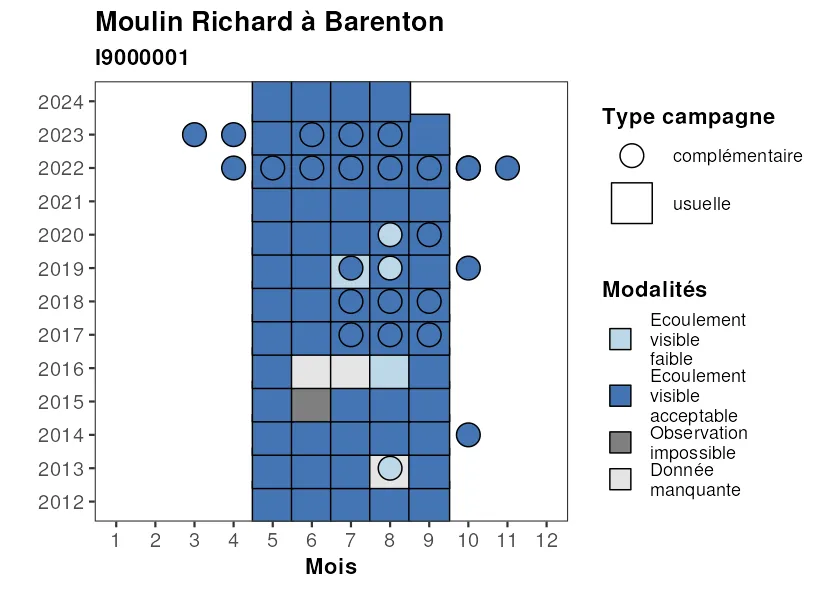 Moulin Richard à Barenton
I9000001
2024
2023
2022
2021
2020
2019
2018
2017
2016
2015
2014
2013
2012
1 2 3 4 5 6 7 8 9 10 11 12
Mois
Type campagne
complémentaire
usuelle
Modalités
Ecoulement
visible
faible
Ecoulement
visible
acceptable
Observation
impossible
Donnée
manquante